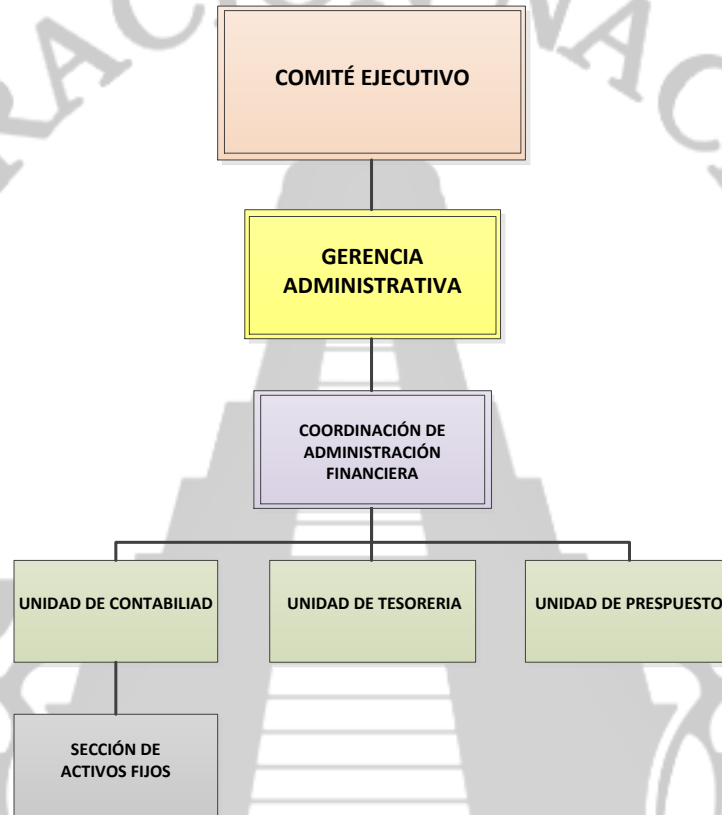 COMITÉ EJECUTIVO
GERENCIA
ADMINISTRATIVA
COORDINACIÓN DE
ADMINISTRACIÓN
FINANCIERA
UNIDAD DE CONTABILIAD
UNIDAD DE TESORERIA
UNIDAD DE PRESPUESTO
SECCIÓN DE
ACTIVOS FIJOS